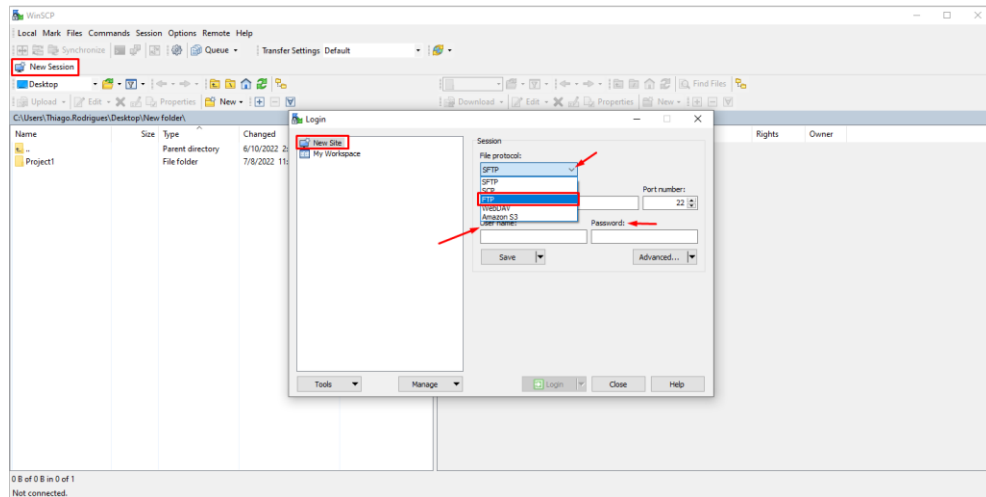 WinSCP
Local Mark Files Commands Session Options Remote Help
Synchronize Queue Transfer Settings Default
New Session
Desktop Find Files
Upload Edit Properties New Download Edit Properties New
C:\Users\Thiago.Rodrigues\Desktop\New folder\
Name Size Type Changed Rights Owner
.. Parent directory 6/10/2022
Project1 File folder 7/8/2022 11:
Login
New Site
My Workspace
Session
File protocol:
SFTP
SFTP
SCP
Port number:
FTP
22
WebDAV
Amazon S3
User name: Password:
Save Advanced...
Tools Manage Login Close Help
0 B of 0 B in 0 of 1
Not connected.